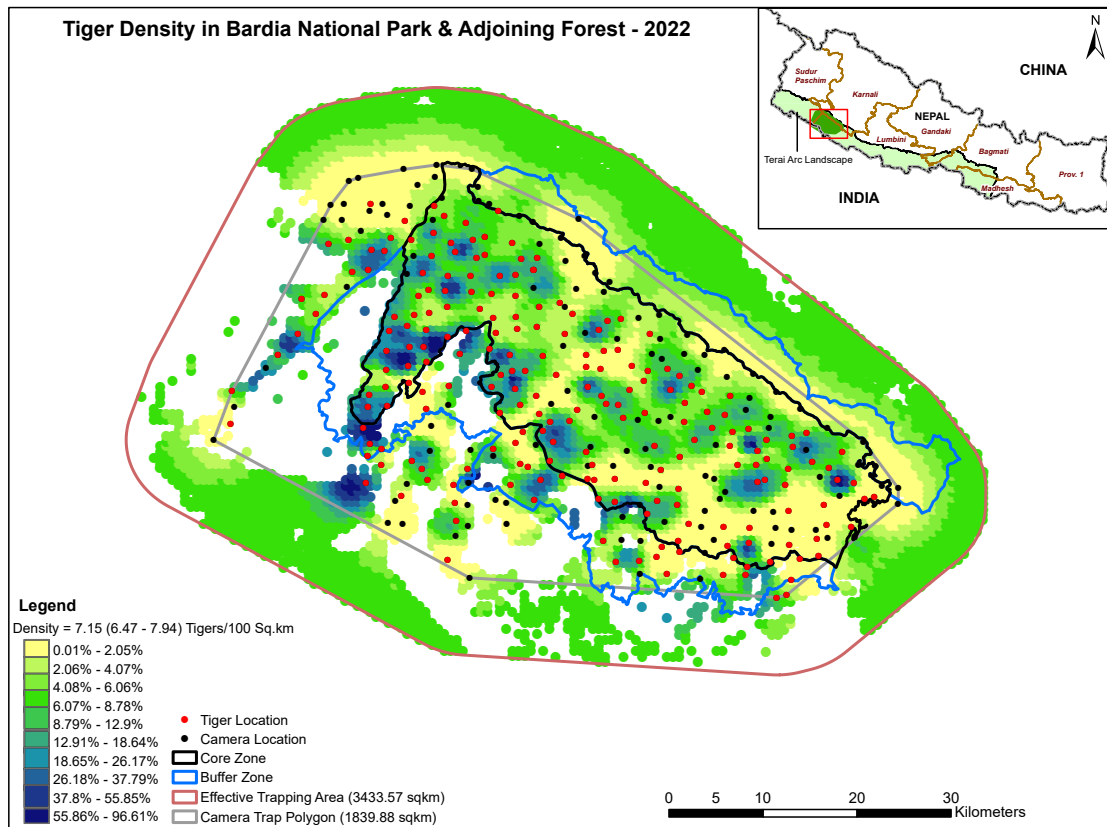 Tiger Density in Bardia National Park & Adjoining Forest - 2022
N
CHINA
Sudur
Paschim
Karnali
NEPAL
Gandaki
Lumbini
Bagmati
Terai Arc Landscape
Prov. 1
Madhesh
INDIA
Legend
Density = 7.15 (6.47 - 7.94) Tigers/100 Sq.km
0.01% - 2.05%
2.06% - 4.07%
4.08% - 6.06%
6.07% - 8.78%
8.79% - 12.9%
12.91% - 18.64%
18.65% - 26.17%
26.18% - 37.79%
37.8% - 55.85%
55.86% - 96.61%
Tiger Location
Camera Location
Core Zone
Buffer Zone
Effective Trapping Area (3433.57 sqkm)
Camera Trap Polygon (1839.88 sqkm)
0 5 10 20 30
Kilometers